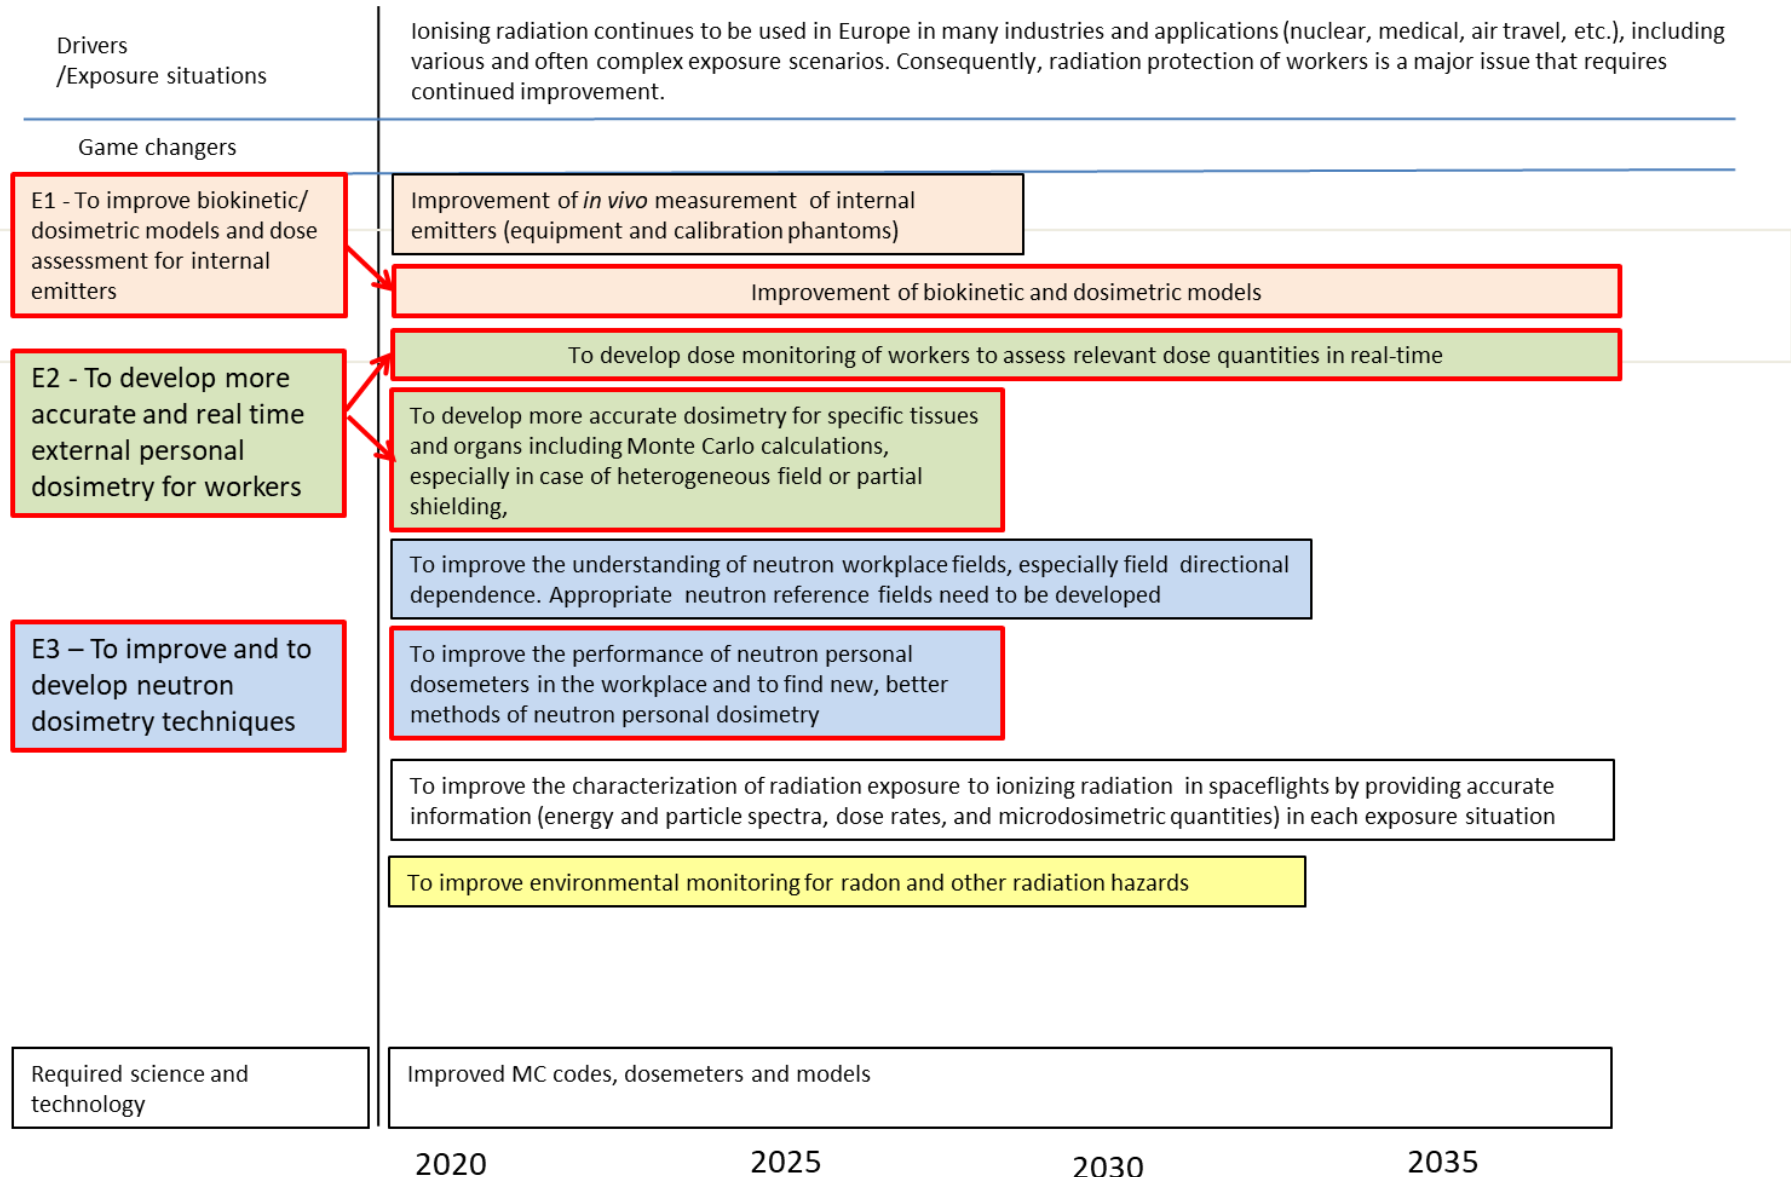 Drivers
/Exposure situations
Ionising radiation continues to be used in Europe in many industries and applications (nuclear, medical, air travel, etc.), including
various and often complex exposure scenarios. Consequently, radiation protection of workers is a major issue that requires
continued improvement.
Game changers
E1 - To improve biokinetic/
dosimetric models and dose
assessment for internal
emitters
Improvement of in vivo measurement of internal
emitters (equipment and calibration phantoms)
Improvement of biokinetic and dosimetric models
E2 - To develop more
accurate and real time
external personal
dosimetry for workers
To develop dose monitoring of workers to assess relevant dose quantities in real-time
To develop more accurate dosimetry for specific tissues
and organs including Monte Carlo calculations,
especially in case of heterogeneous field or partial
shielding,
To improve the understanding of neutron workplace fields, especially field directional
dependence. Appropriate neutron reference fields need to be developed
E3 – To improve and to
develop neutron
dosimetry techniques
To improve the performance of neutron personal
dosemeters in the workplace and to find new, better
methods of neutron personal dosimetry
To improve the characterization of radiation exposure to ionizing radiation in spaceflights by providing accurate
information (energy and particle spectra, dose rates, and microdosimetric quantities) in each exposure situation
To improve environmental monitoring for radon and other radiation hazards
Required science and
technology
Improved MC codes, dosemeters and models
2020
2025
2030
2035